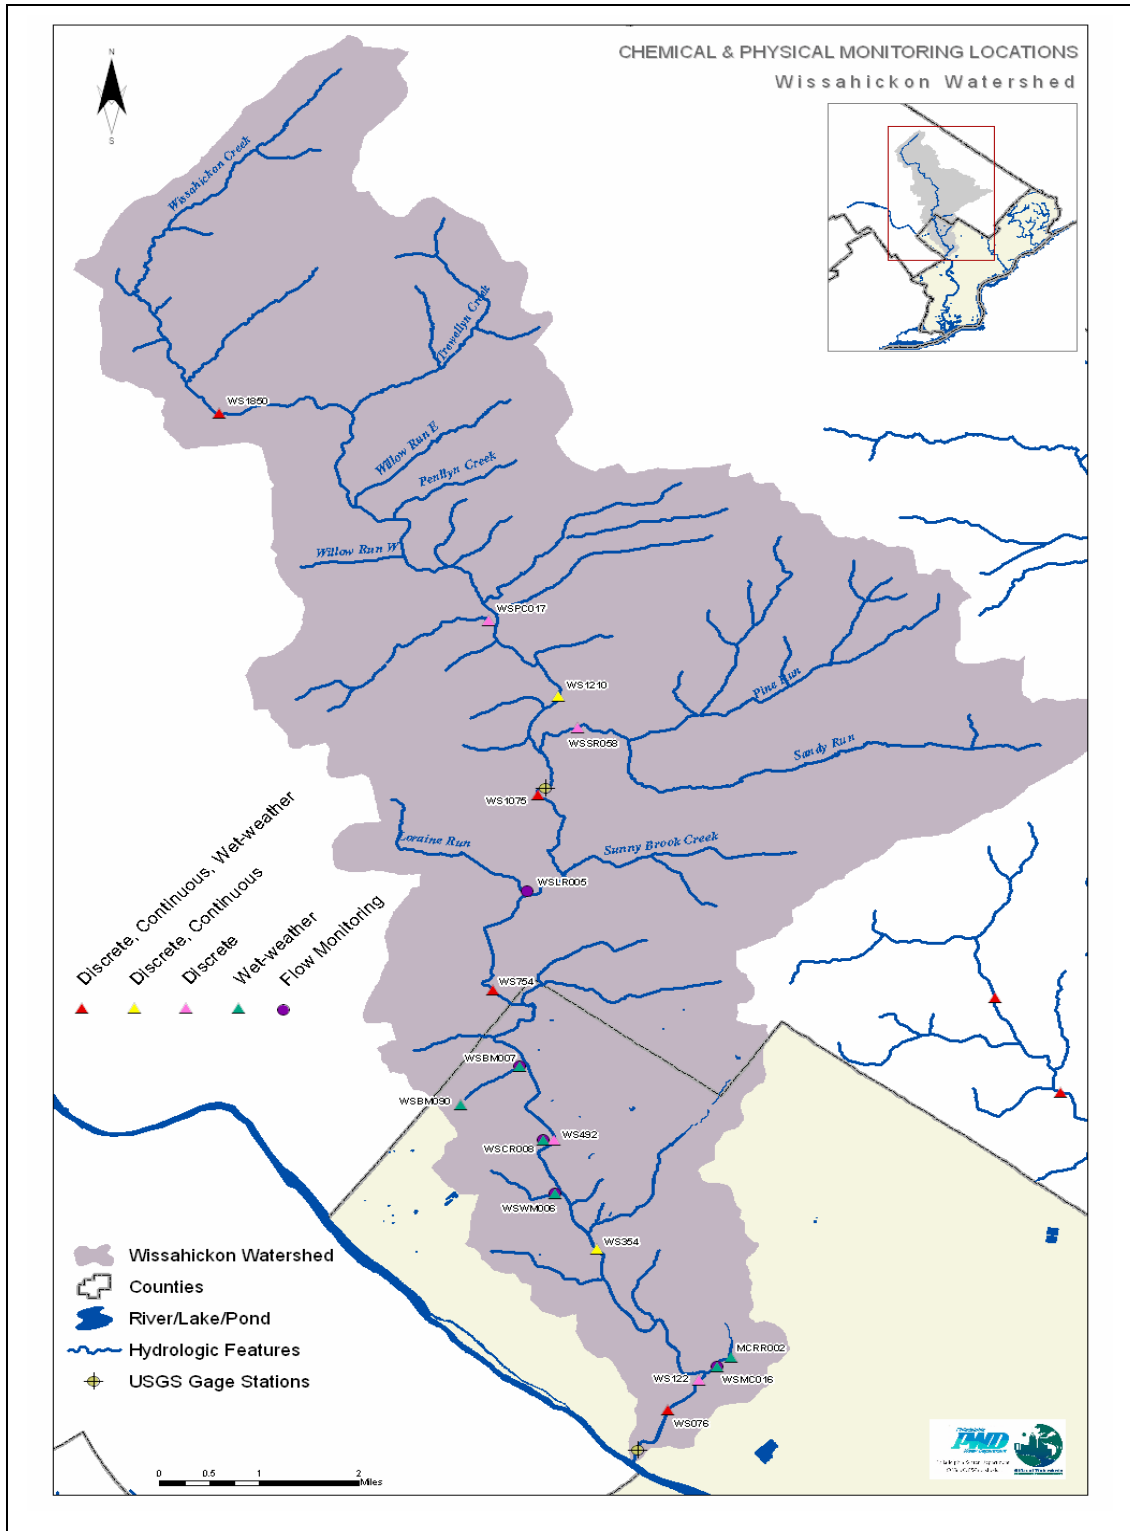 CHEMICAL & PHYSICAL MONITORING LOCATIONS
Wissahickon Watershed
N
S
Wissahickon Creek
Trewellyn Creek
WS1850
Willow Run E
Penllyn Creek
Willow Run W
WSPC017
WS1210
Pine Run
WSSR058
Sandy Run
WS1075
Loraine Run
Sunny Brook Creek
WSLR005
Discrete, Continuous, Wet-weather
Discrete, Continuous
Discrete
Wet-weather
Flow Monitoring
WS754
WSBM007
WSBM090
WS492
WSCR008
WSWM006
WS354
Wissahickon Watershed
Counties
River/Lake/Pond
Hydrologic Features
USGS Gage Stations
MCRR002
WS122
WSMC016
WS076
0 0.5 1 2
Miles
PWD